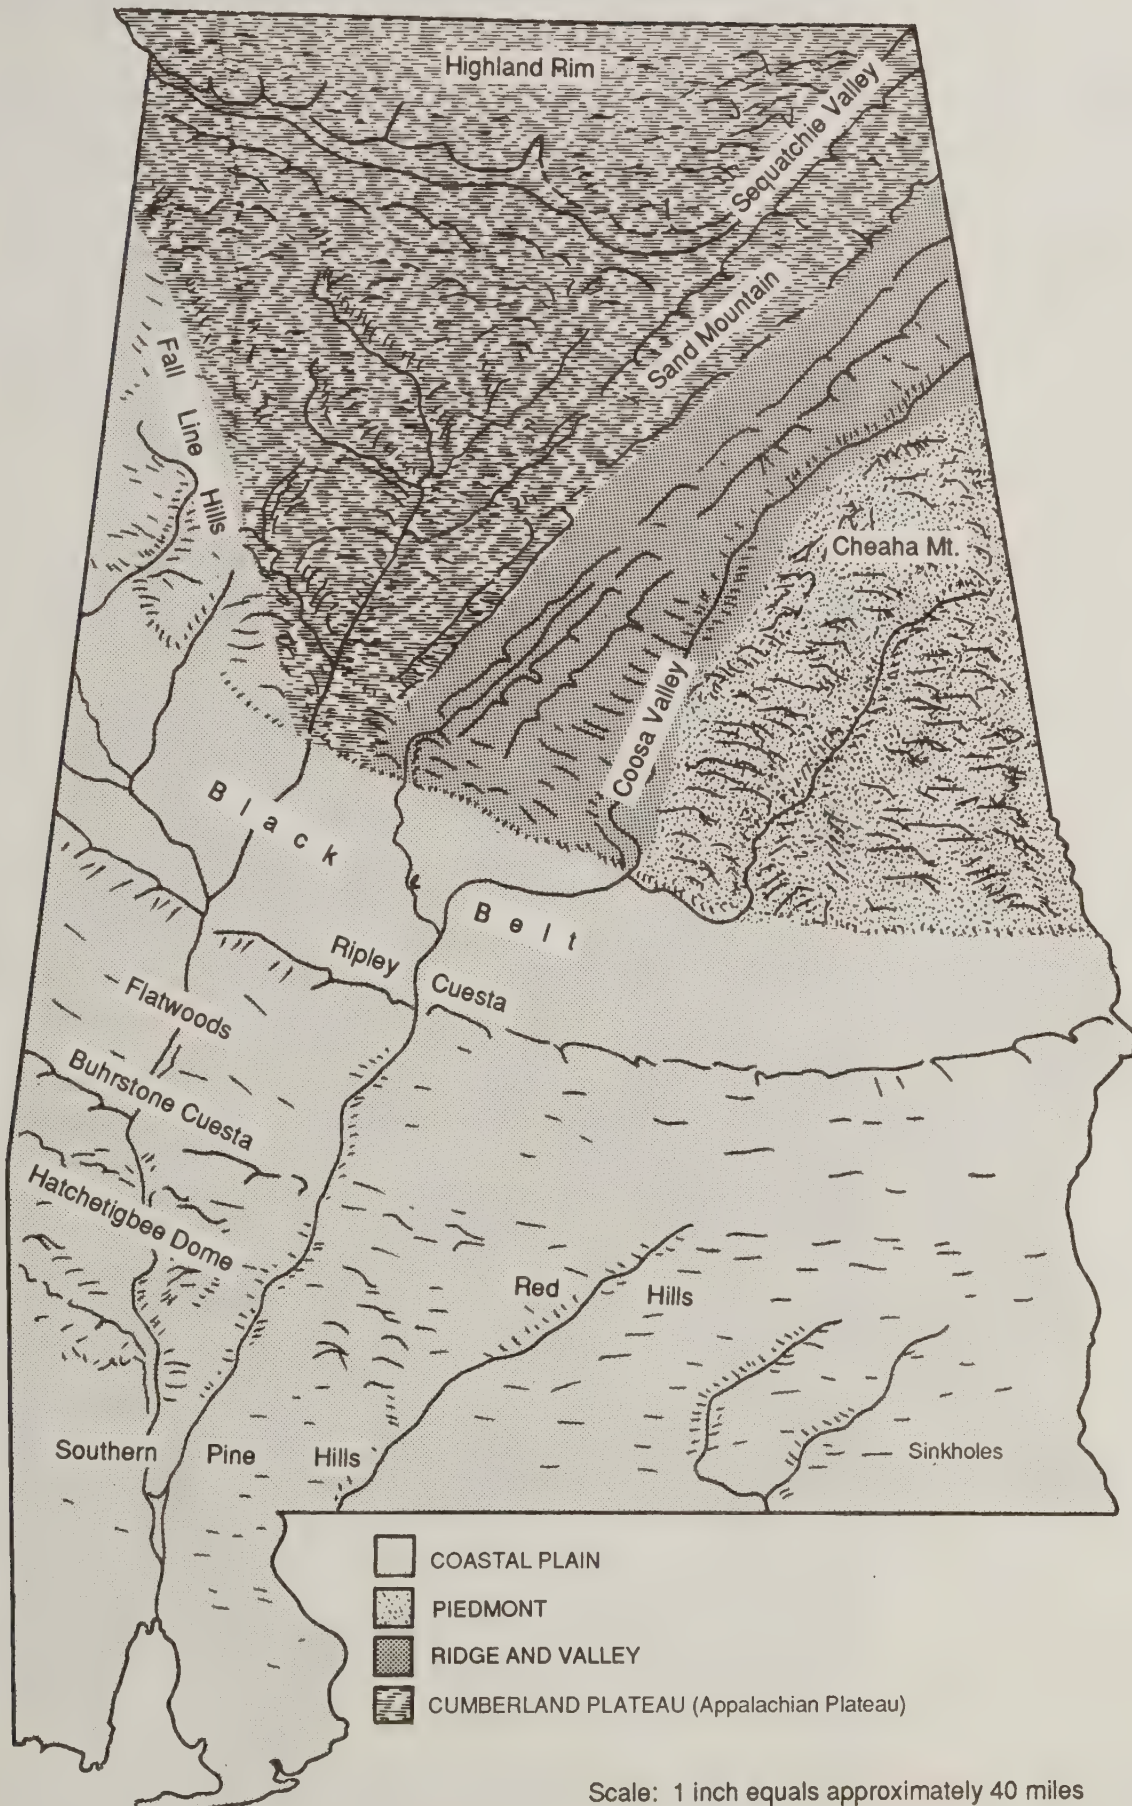 Highland Rim
Sequatchie Valley
Sand Mountain
Fall Line Hills
Cheaha Mt.
Coosa Valley
Black Belt
Ripley Cuesta
Flatwoods
Buhrstone Cuesta
Hatchetigbee Dome
Red Hills
Southern Pine Hills
Sinkholes
COASTAL PLAIN
PIEDMONT
RIDGE AND VALLEY
CUMBERLAND PLATEAU (Appalachian Plateau)
Scale: 1 inch equals approximately 40 miles